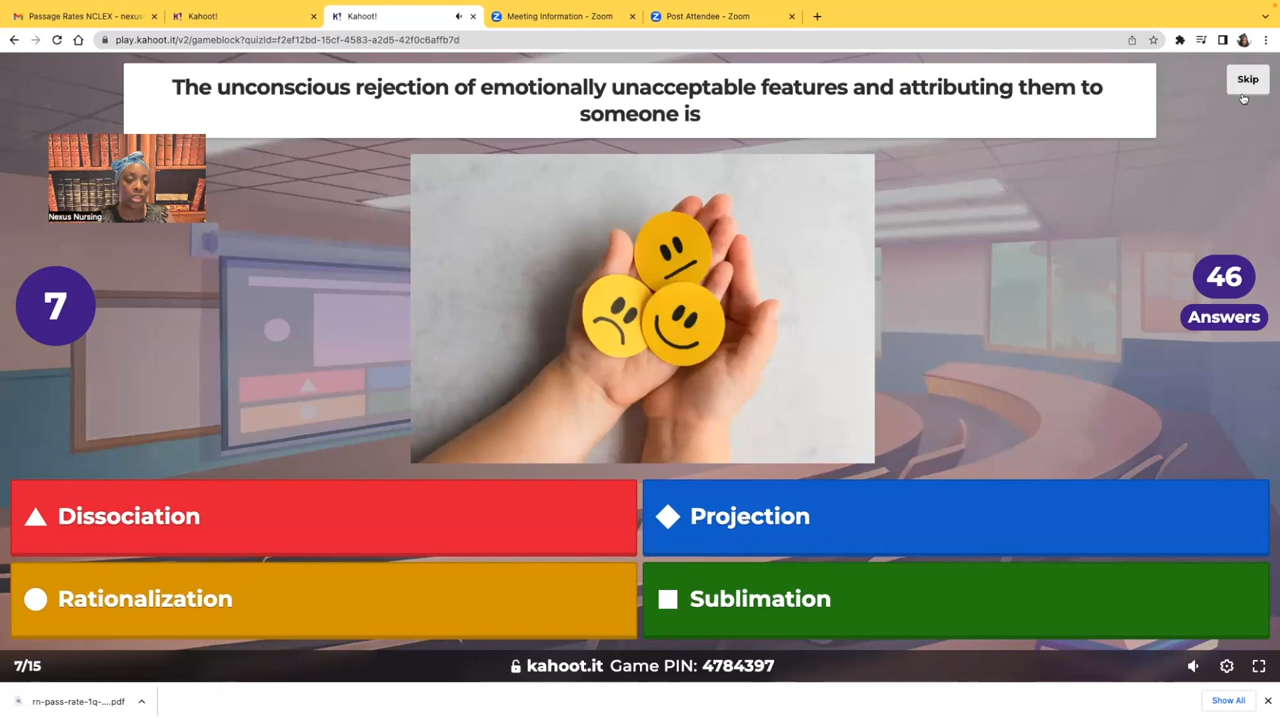 Passage Rates NCLEX - nexus
Kahoot!
Kahoot!
Meeting Information - Zoom
Post Attendee - Zoom
play.kahoot.it/v2/gameblock?quizId=f2ef12bd-15cf-4583-a2d5-42f0c6affb7d
The unconscious rejection of emotionally unacceptable features and attributing them to
someone is
Skip
Nexus Nursing
7
46
Answers
Dissociation
Projection
Rationalization
Sublimation
7/15
kahoot.it Game PIN: 4784397
rn-pass-rate-1q-....pdf
Show All